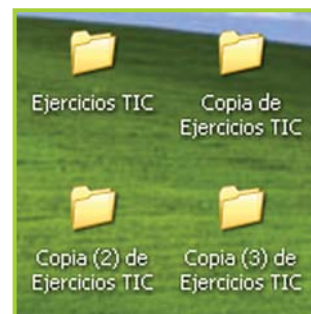 Ejercicios TIC
Copia de
Ejercicios TIC
Copia (2) de
Ejercicios TIC
Copia (3) de
Ejercicios TIC